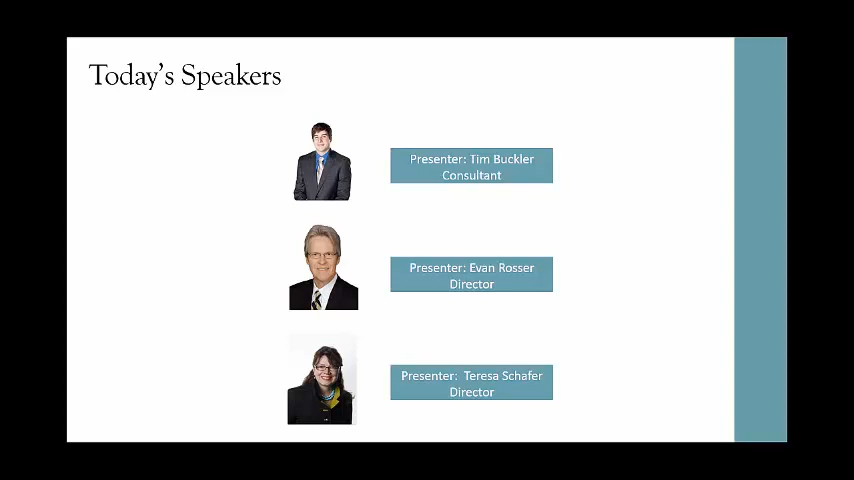 Today's Speakers
Presenter: Tim Buckler
Consultant
Presenter: Evan Rosser
Director
Presenter:  Teresa Schafer
Director